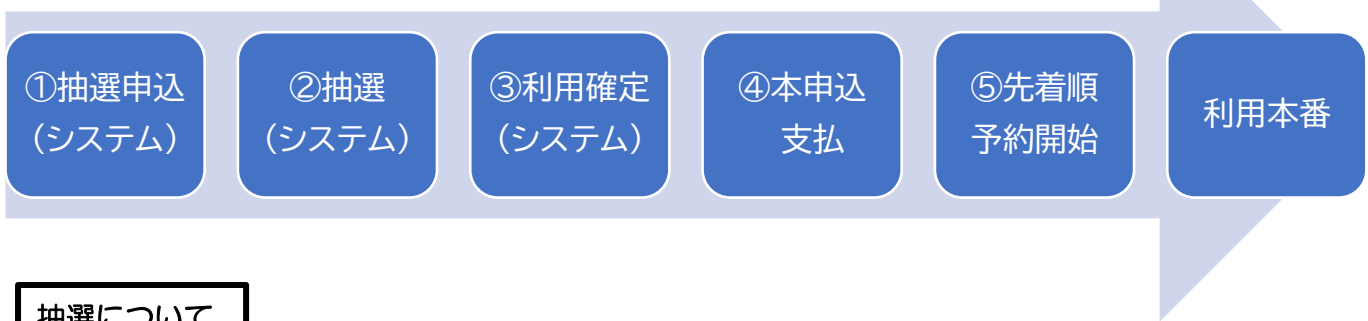 ①抽選申込
(システム)
②抽選
(システム)
③利用確定
(システム)
④本申込
支払
⑤先着順
予約開始
利用本番
抽選について